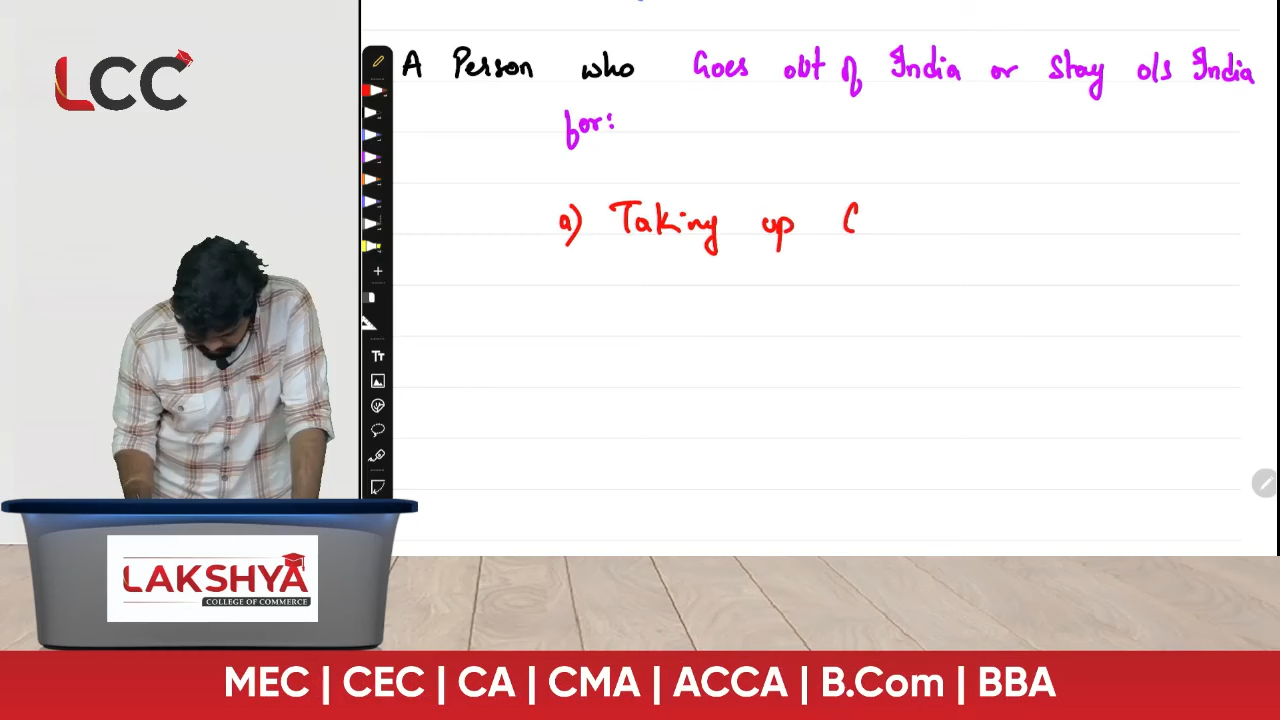 LCC
A Person who Goes out of India or Stay o/s India
for:
a) Taking up
Tт
LAKSHYA
COLLEGE OF COMMERCE
MEC | CEC | CA | CMA | ACCA | B.Com | BBA